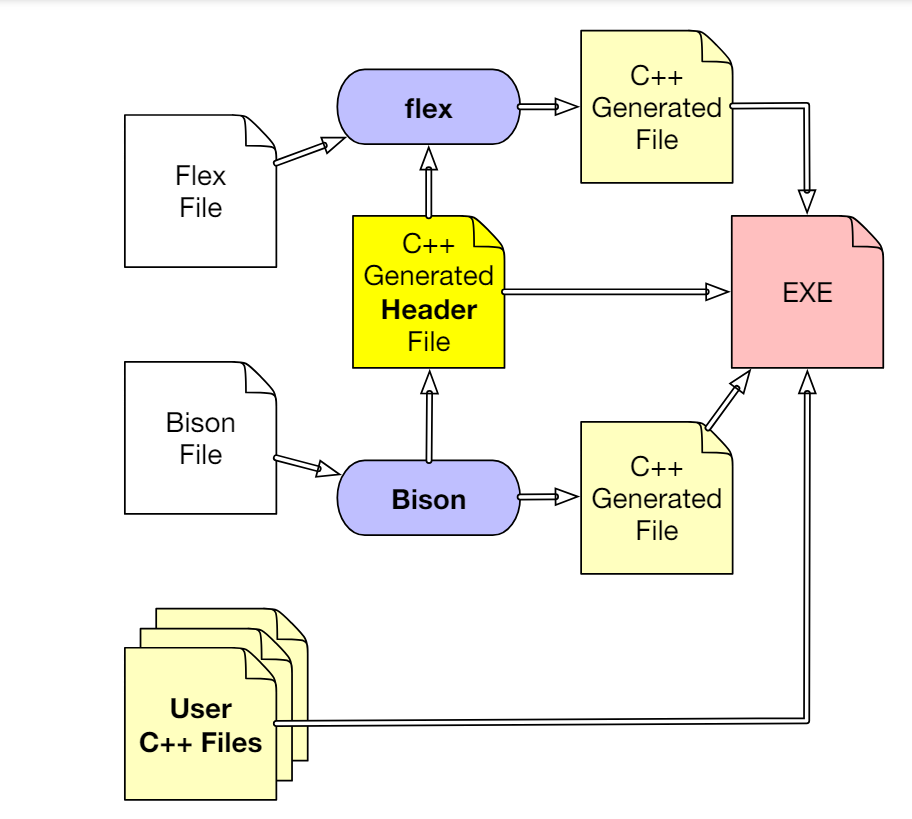 flex
C++
Generated
File
Flex
File
C++
Generated
Header
File
EXE
Bison
File
Bison
C++
Generated
File
User
C++ Files